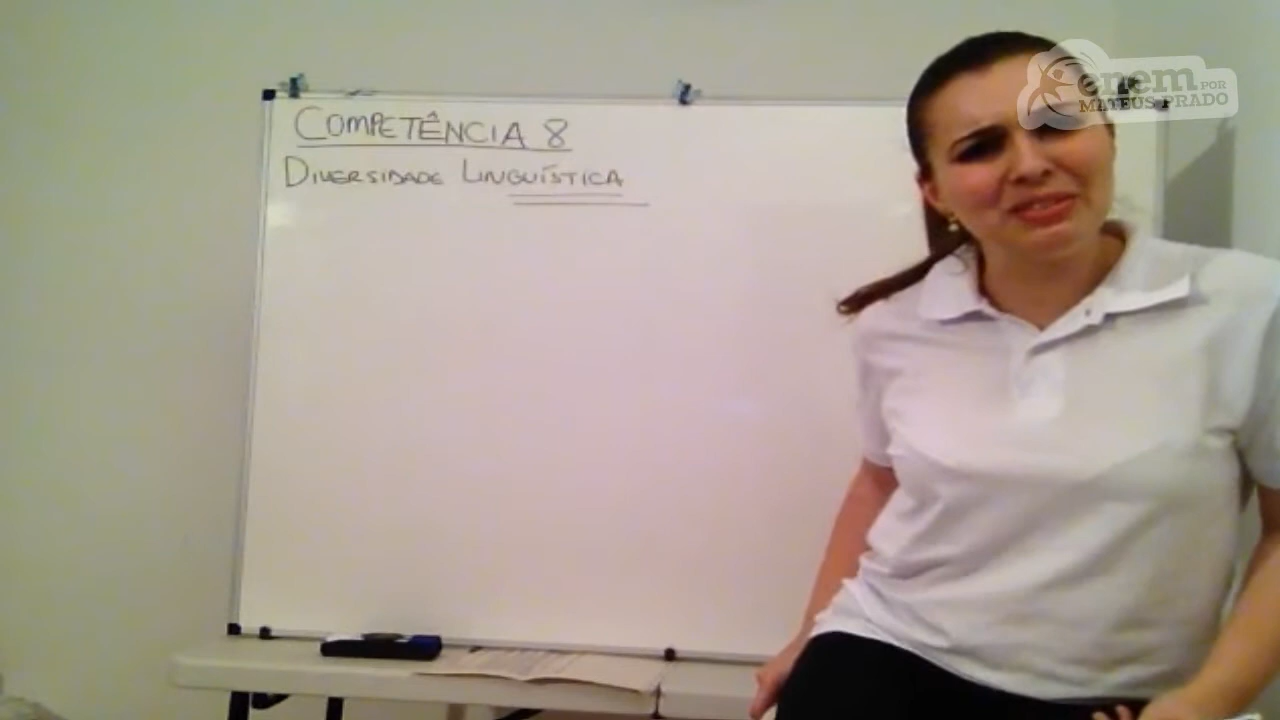 COMPETÊNCIA 8
DIVERSIDADE LINGUÍSTICA
enem POR
MATEUS PRADO